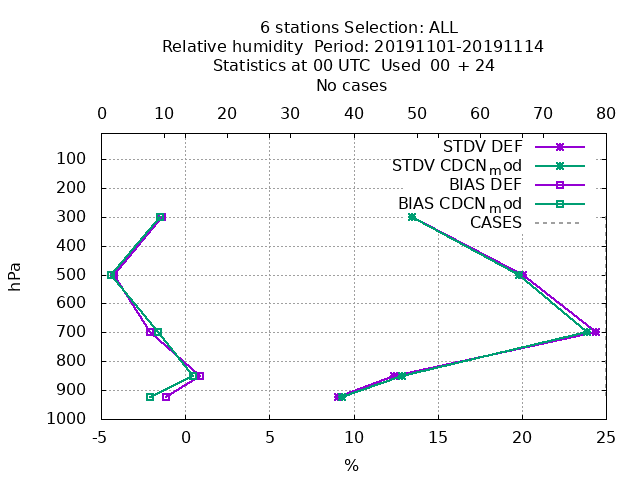 6 stations Selection: ALL
Relative humidity  Period: 20191101-20191114
Statistics at 00 UTC  Used  00 + 24
No cases
0 10 20 30 40 50 60 70 80
STDV DEF
STDV CDCNmod
BIAS DEF
BIAS CDCNmod
CASES
100
200
300
400
500
600
700
800
900
1000
hPa
-5 0 5 10 15 20 25
%